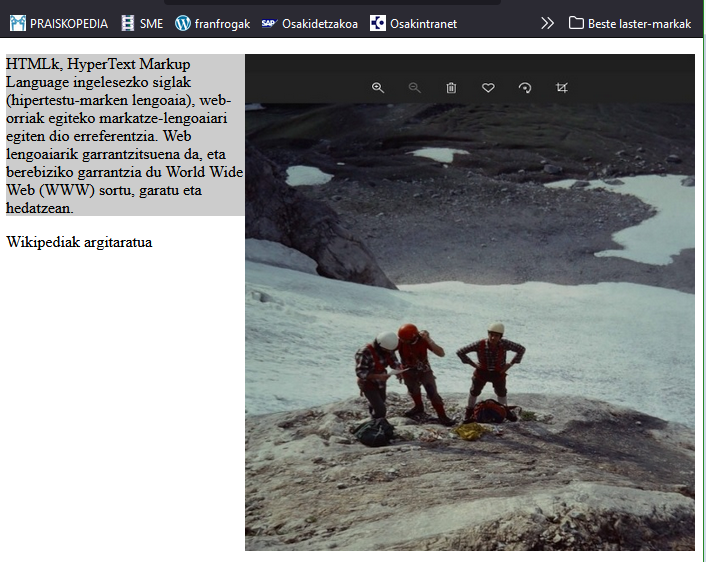 PRAISKOPEDIA SME franfrogak SAP Osakidetzakoa Osakintranet Beste laster-markak
HTMLk, HyperText Markup
Language ingelesezko siglak
(hipertestu-marken lengoaia), web-
orriak egiteko markatze-lengoaiari
egiten dio erreferentzia. Web
lengoaiarik garrantzitsuena da, eta
berebiziko garrantzia du World Wide
Web (WWW) sortu, garatu eta
hedatzean.
Wikipediak argitaratua